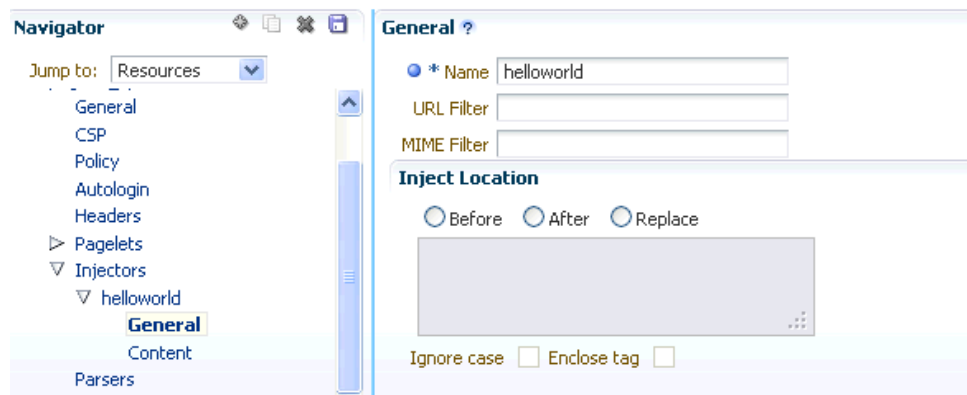 Navigator
Jump to: Resources
General
CSP
Policy
Autologin
Headers
Pagelets
Injectors
helloworld
General
Content
Parsers
General ?
* Name helloworld
URL Filter
MIME Filter
Inject Location
Before After Replace
Ignore case Enclose tag